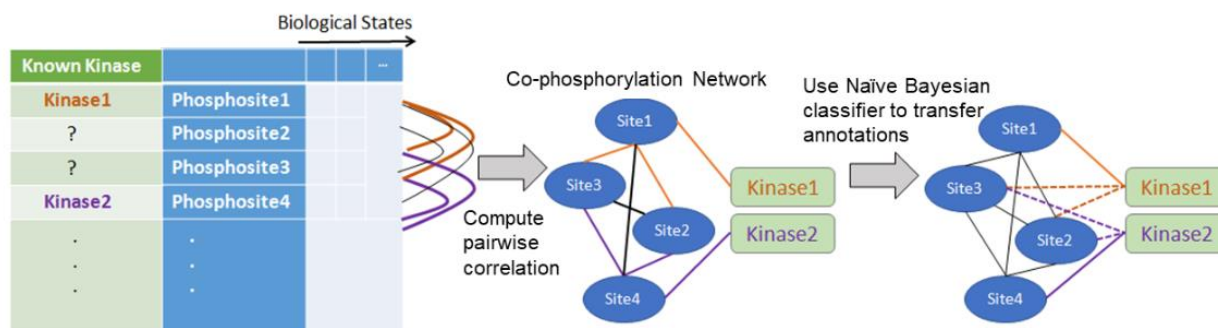 Biological States
Known Kinase
...
Kinase1 Phosphosite1
? Phosphosite2
? Phosphosite3
Kinase2 Phosphosite4
. .
. .
. .
Compute
pairwise
correlation
Co-phosphorylation Network
Site1
Site3
Site2
Site4
Kinase1
Kinase2
Use Naïve Bayesian
classifier to transfer
annotations
Site1
Site3
Site2
Site4
Kinase1
Kinase2